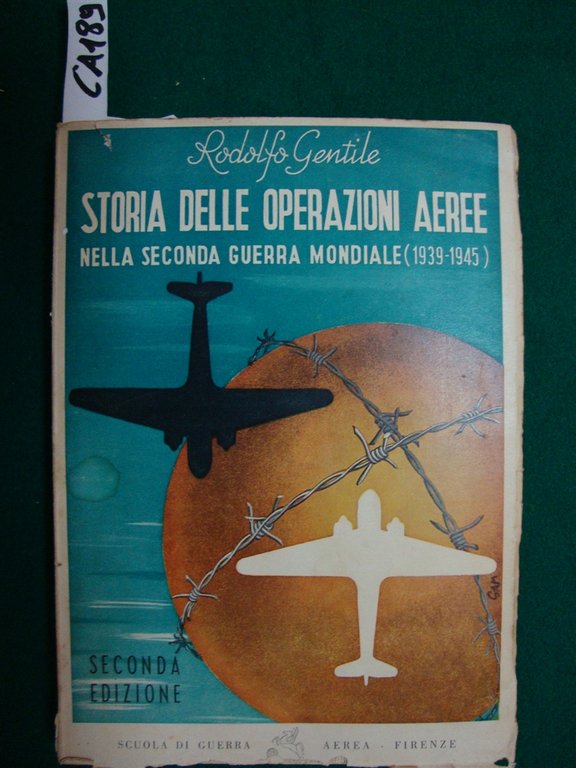 CA189
Rodolfo Gentile
STORIA DELLE OPERAZIONI AEREE
NELLA SECONDA GUERRA MONDIALE (1939-1945)
Gam
SECONDA
EDIZIONE
SCUOLA DI GUERRA AEREA - FIRENZE